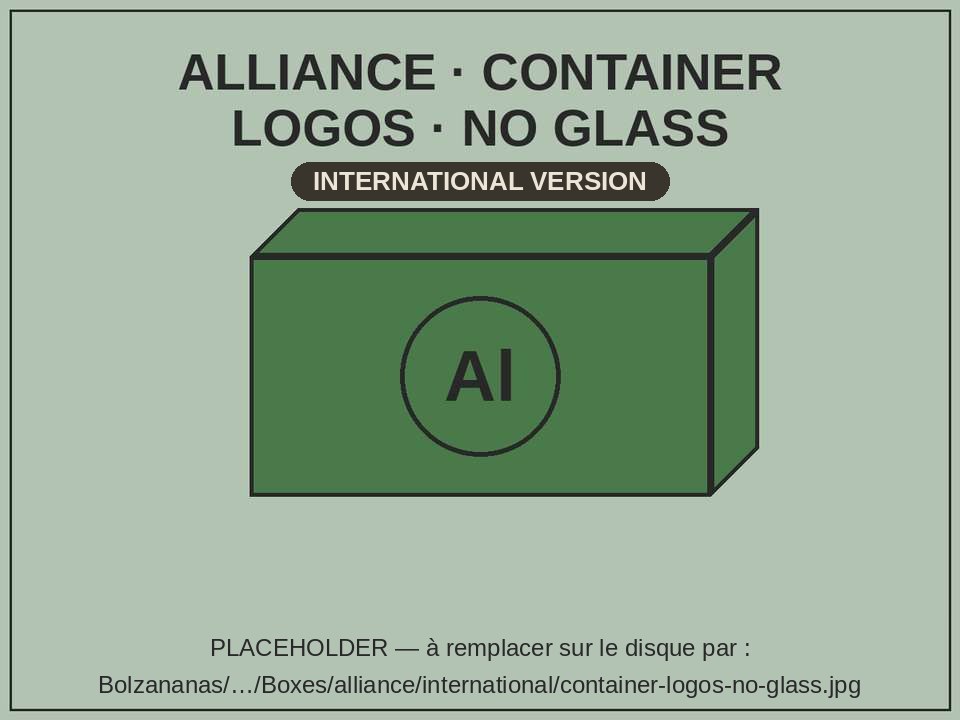 ALLIANCE · CONTAINER
LOGOS · NO GLASS
INTERNATIONAL VERSION
Al
PLACEHOLDER — à remplacer sur le disque par :
Bolzananas/…/Boxes/alliance/international/container-logos-no-glass.jpg